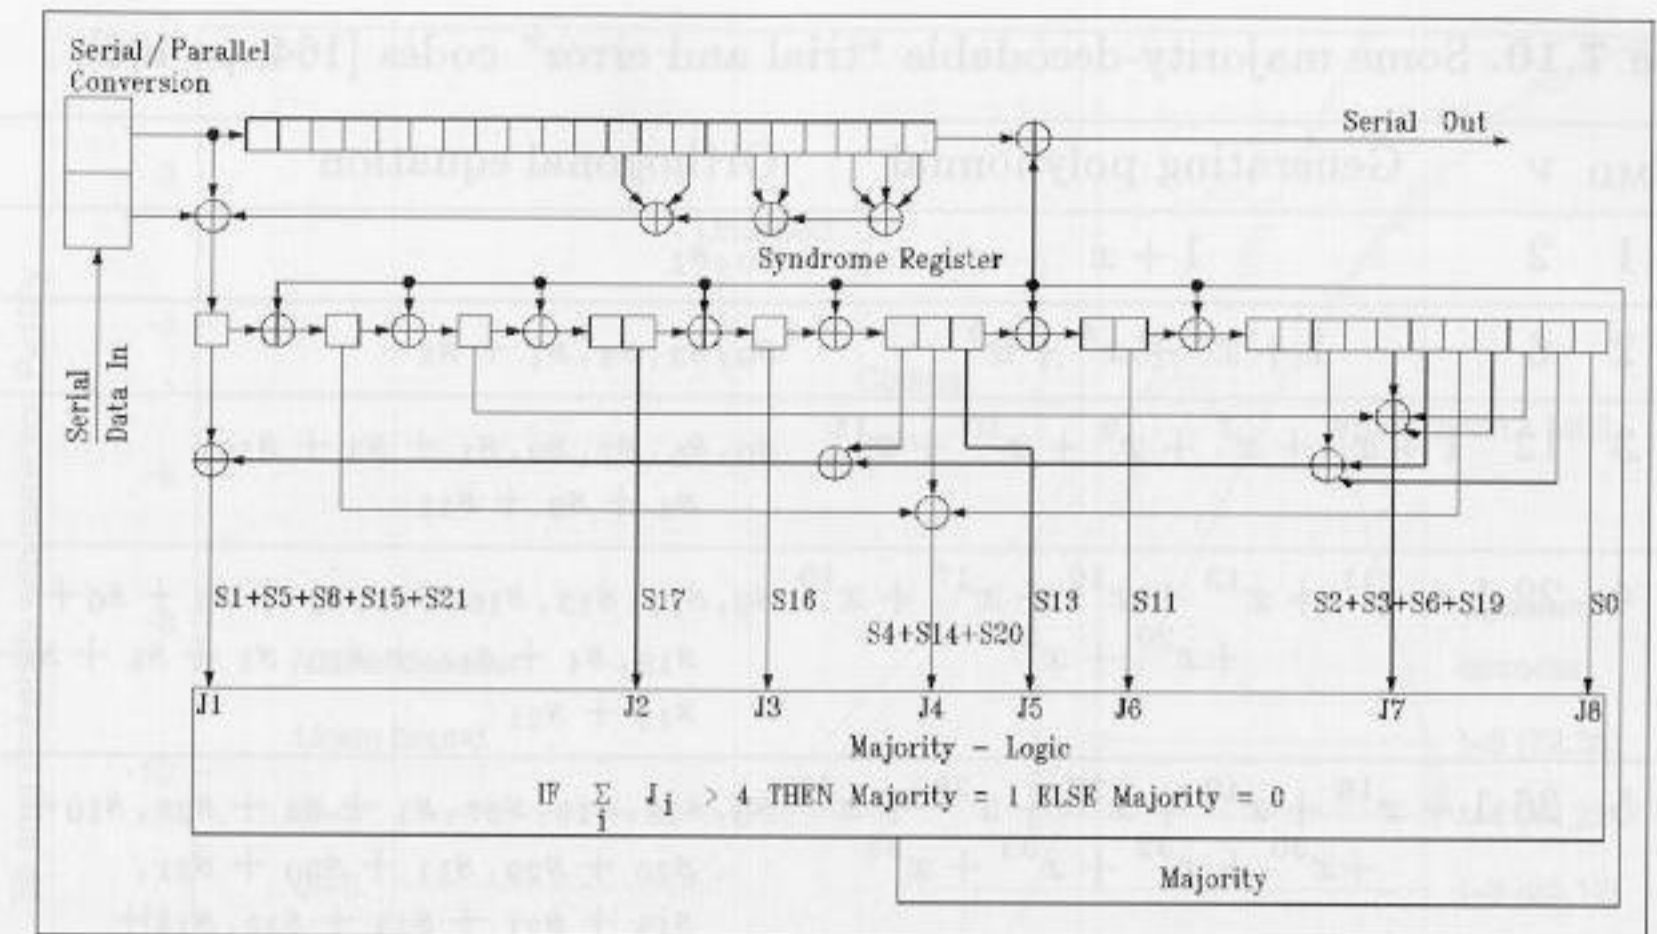 Serial/Parallel
Conversion
Serial Out
Syndrome Register
Serial
Data In
S1+S5+S8+S15+S21
S17
S16
S4+S14+S20
S13
S11
S2+S3+S6+S19
S0
J1
J2
J3
J4
J5
J6
J7
J8
Majority - Logic
IF Σ Ji > 4 THEN Majority = 1 ELSE Majority = 0
i
Majority